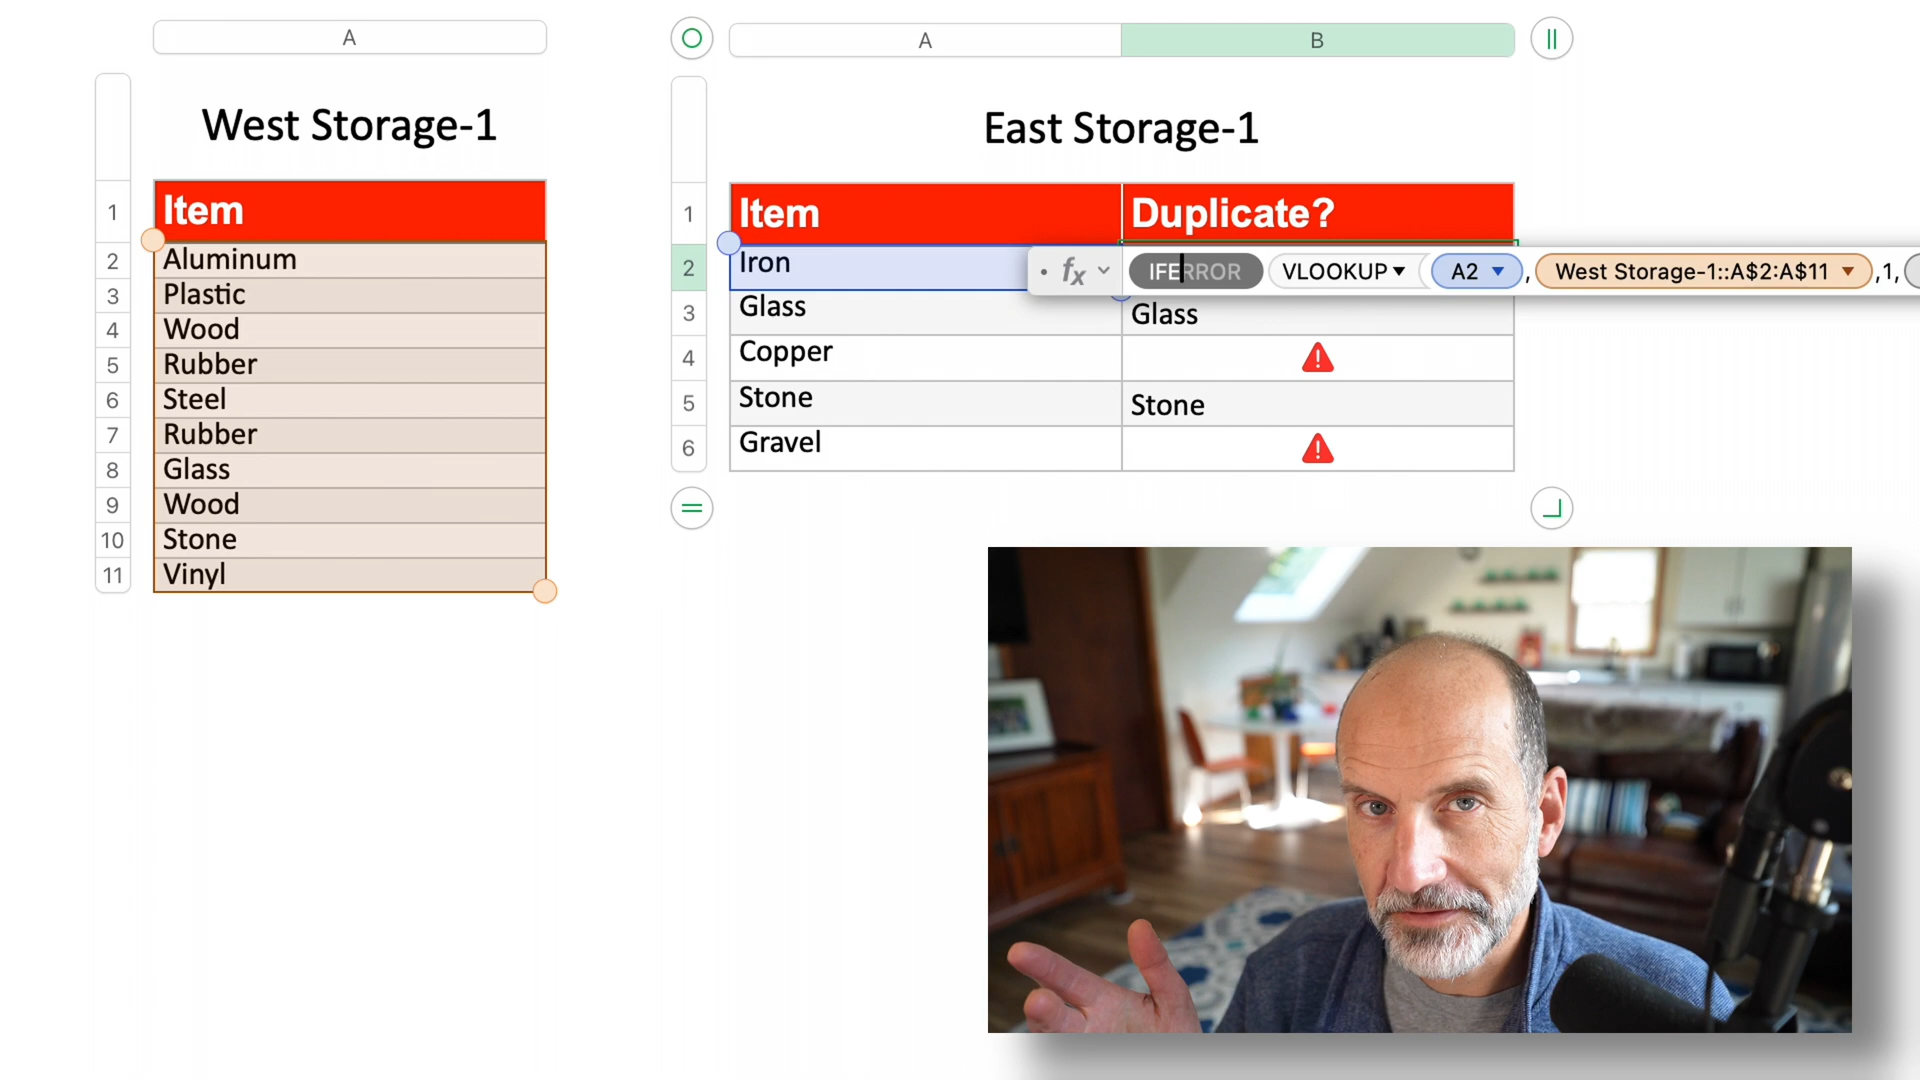 A
West Storage-1
1 Item
2 Aluminum
3 Plastic
4 Wood
5 Rubber
6 Steel
7 Rubber
8 Glass
9 Wood
10 Stone
11 Vinyl
A B
East Storage-1
1 Item Duplicate?
2 Iron fx IFERROR VLOOKUP A2 , West Storage-1::A$2:A$11 ,1,
3 Glass Glass
4 Copper
5 Stone Stone
6 Gravel